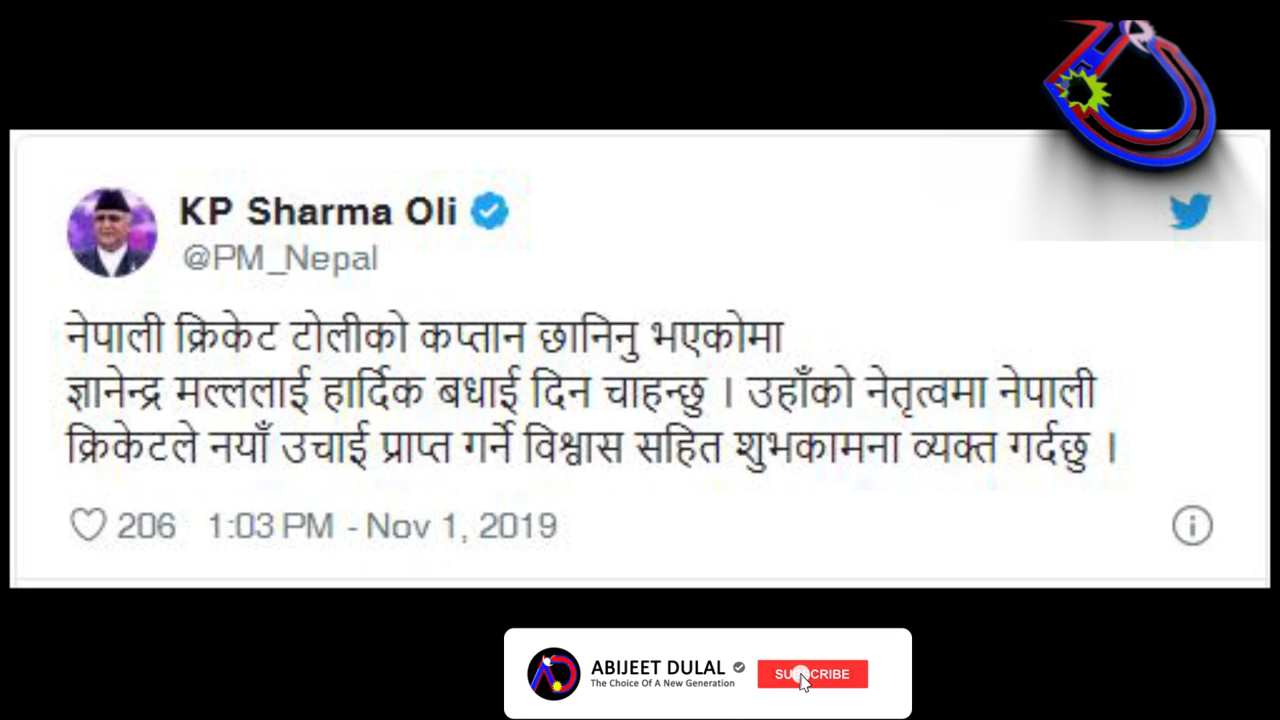 KP Sharma Oli
@PM_Nepal
नेपाली क्रिकेट टोलीको कप्तान छानिनु भएकोमा
ज्ञानेन्द्र मल्ललाई हार्दिक बधाई दिन चाहन्छु । उहाँको नेतृत्वमा नेपाली
क्रिकेटले नयाँ उचाई प्राप्त गर्ने विश्वास सहित शुभकामना व्यक्त गर्दछु ।
206 1:03 PM - Nov 1, 2019
ABIJEET DULAL
The Choice Of A New Generation
SUBSCRIBE